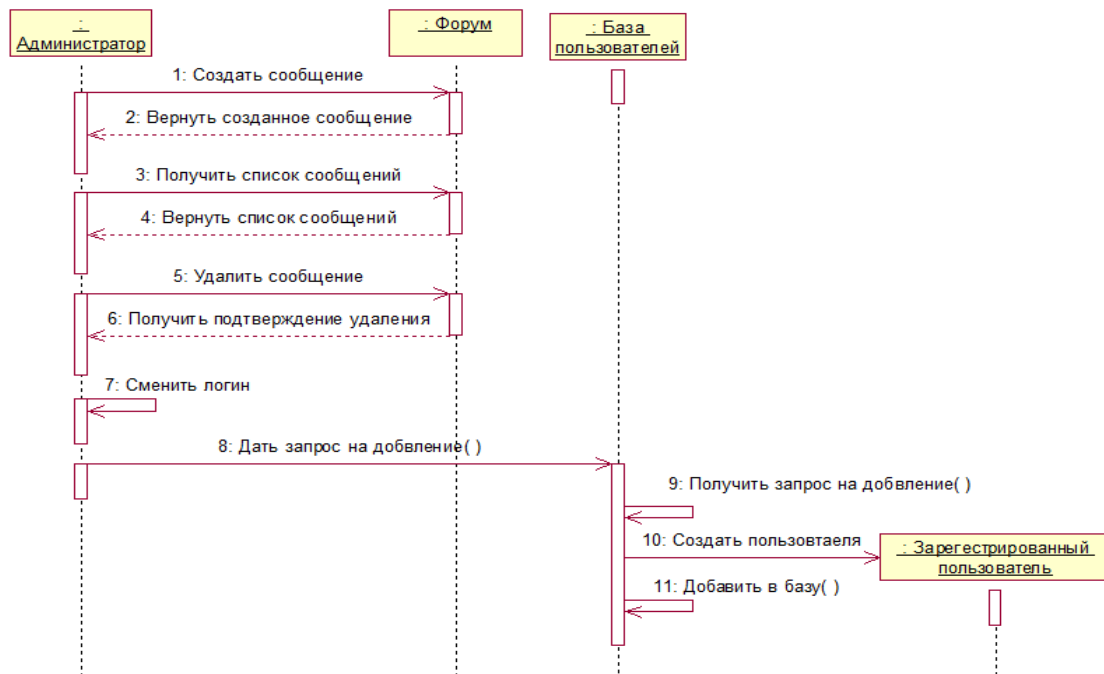 :
Администратор
: Форум
: База
пользователей
1: Создать сообщение
2: Вернуть созданное сообщение
3: Получить список сообщений
4: Вернуть список сообщений
5: Удалить сообщение
6: Получить подтверждение удаления
7: Сменить логин
8: Дать запрос на добвление( )
9: Получить запрос на добвление( )
10: Создать пользовтаеля
: Зарегестрированный
пользователь
11: Добавить в базу( )